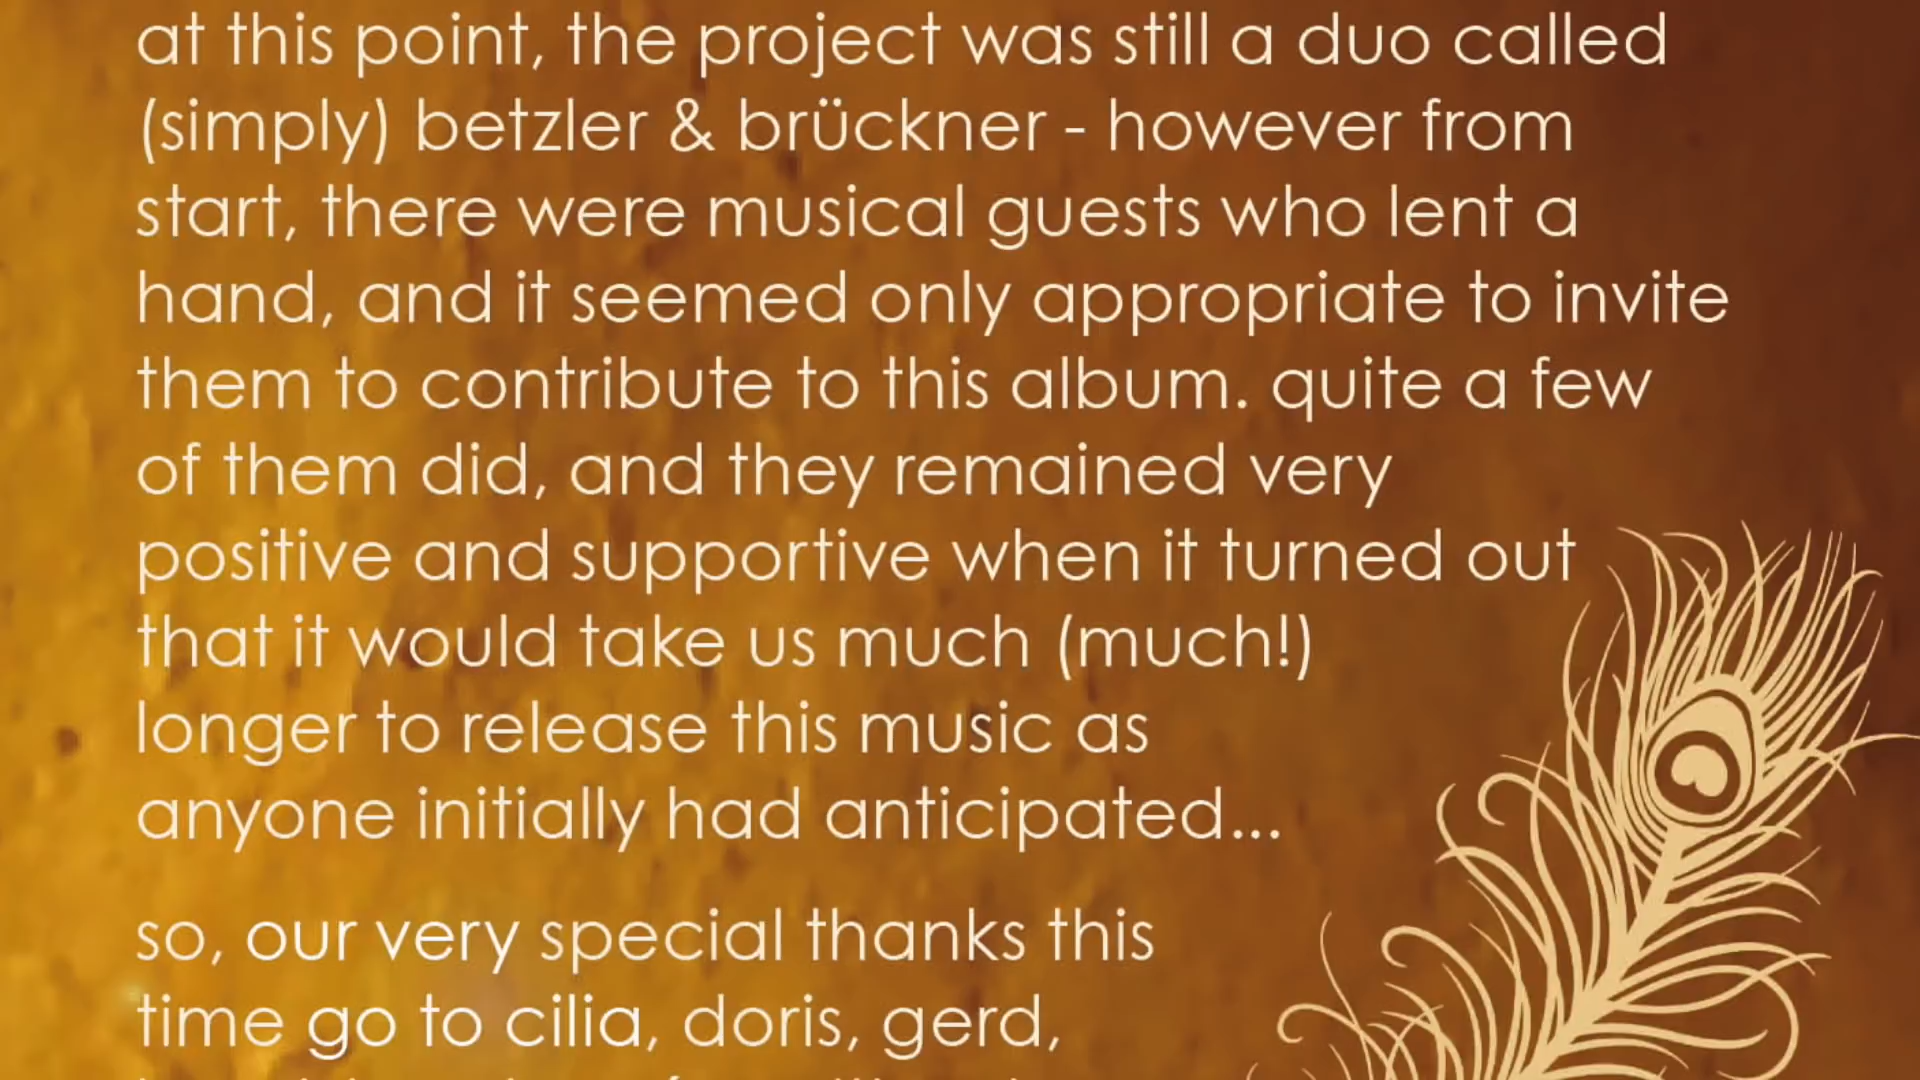 at this point, the project was still a duo called
(simply) betzler & brückner - however from
start, there were musical guests who lent a
hand, and it seemed only appropriate to invite
them to contribute to this album. quite a few
of them did, and they remained very
positive and supportive when it turned out
that it would take us much (much!)
longer to release this music as
anyone initially had anticipated...
so, our very special thanks this
time go to cilia, doris, gerd,